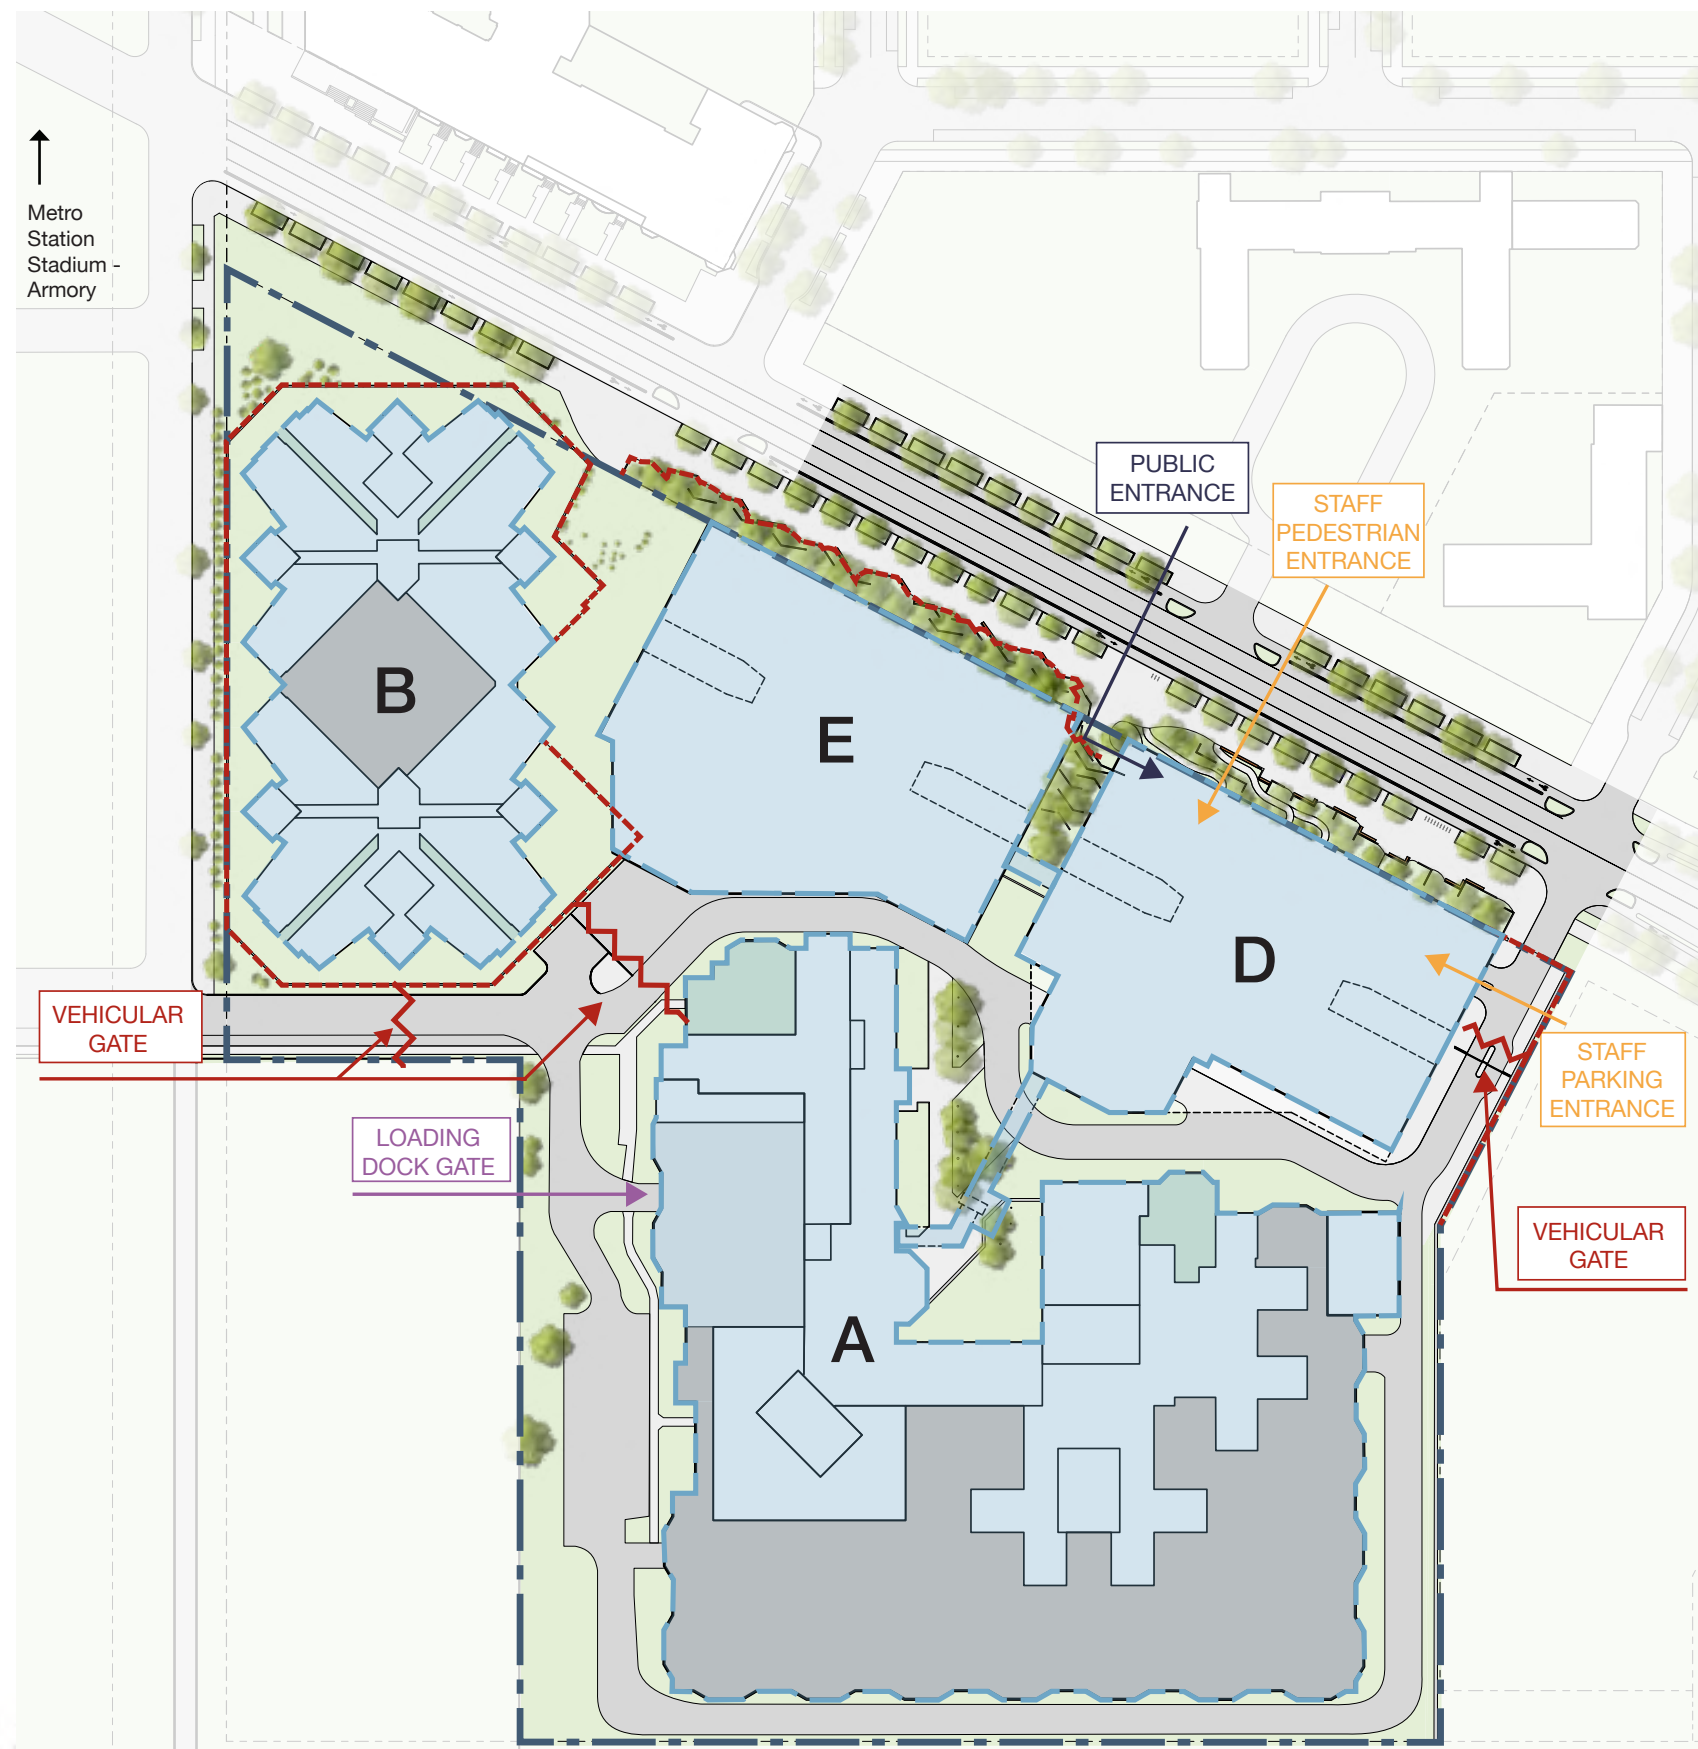 Metro
Station
Stadium -
Armory
PUBLIC
ENTRANCE
STAFF
PEDESTRIAN
ENTRANCE
B
E
D
VEHICULAR
GATE
STAFF
PARKING
ENTRANCE
LOADING
DOCK GATE
VEHICULAR
GATE
A